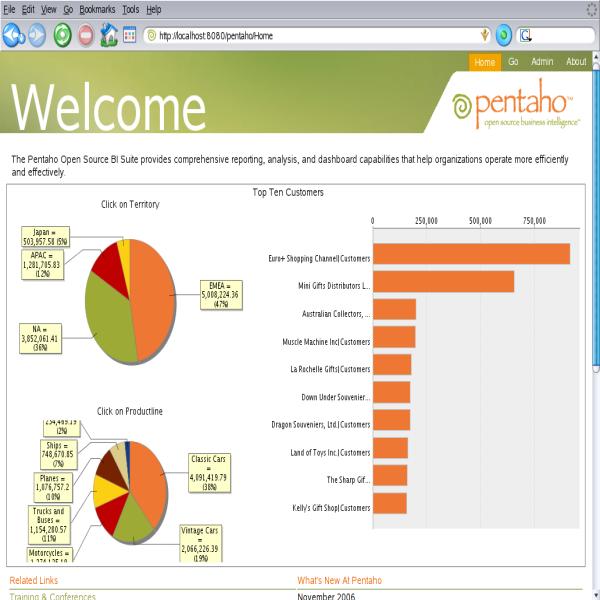 File Edit View Go Bookmarks Tools Help
http://localhost:8080/pentaho/Home
Home Go Admin About
Welcome
pentaho™
open source business intelligence™
The Pentaho Open Source BI Suite provides comprehensive reporting, analysis, and dashboard capabilities that help organizations operate more efficiently
and effectively.
Top Ten Customers
Click on Territory
Japan =
503,957.58 (5%)
APAC =
1,281,705.83
(12%)
EMEA =
5,008,224.36
(47%)
NA =
3,852,061.41
(36%)
Click on Productline
(2%)
Ships =
748,670.85
(7%)
Planes =
1,076,757.2
(10%)
Trucks and
Buses =
1,154,200.57
(11%)
Motorcycles =
Classic Cars
=
4,091,419.79
(38%)
Vintage Cars
=
2,066,226.39
(19%)
0 250,000 500,000 750,000
Euro+ Shopping Channel|Customers
Mini Gifts Distributors L...
Australian Collectors, ...
Muscle Machine Inc|Customers
La Rochelle Gifts|Customers
Down Under Souvenier...
Dragon Souveniers, Ltd.|Customers
Land of Toys Inc.|Customers
The Sharp Gif...
Kelly's Gift Shop|Customers
Related Links
Training & Conferences
What's New At Pentaho
November 2006